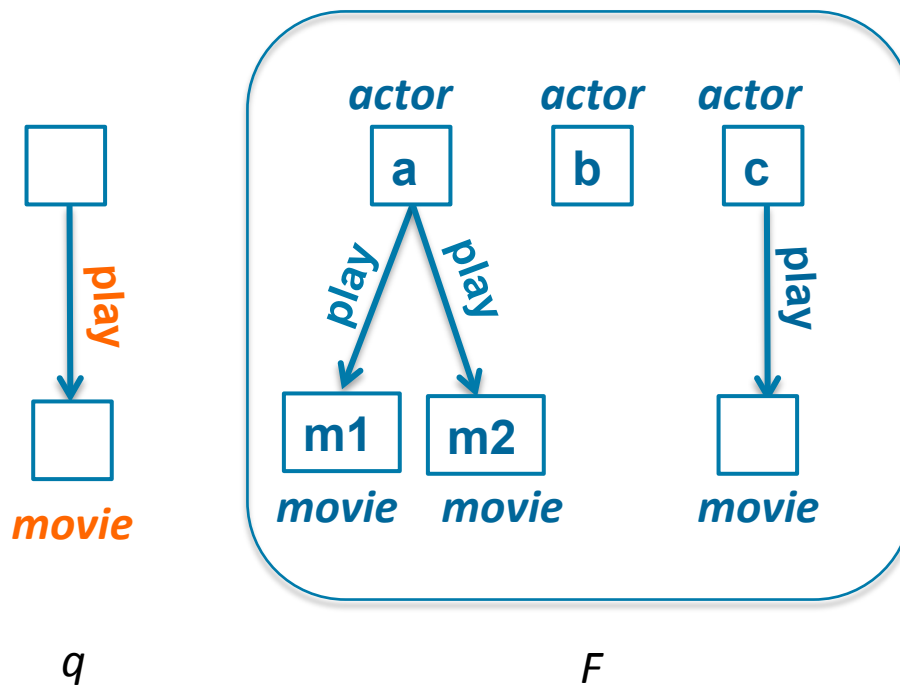 actor actor actor
a b c
play
play play play
m1 m2
movie movie movie movie
q F